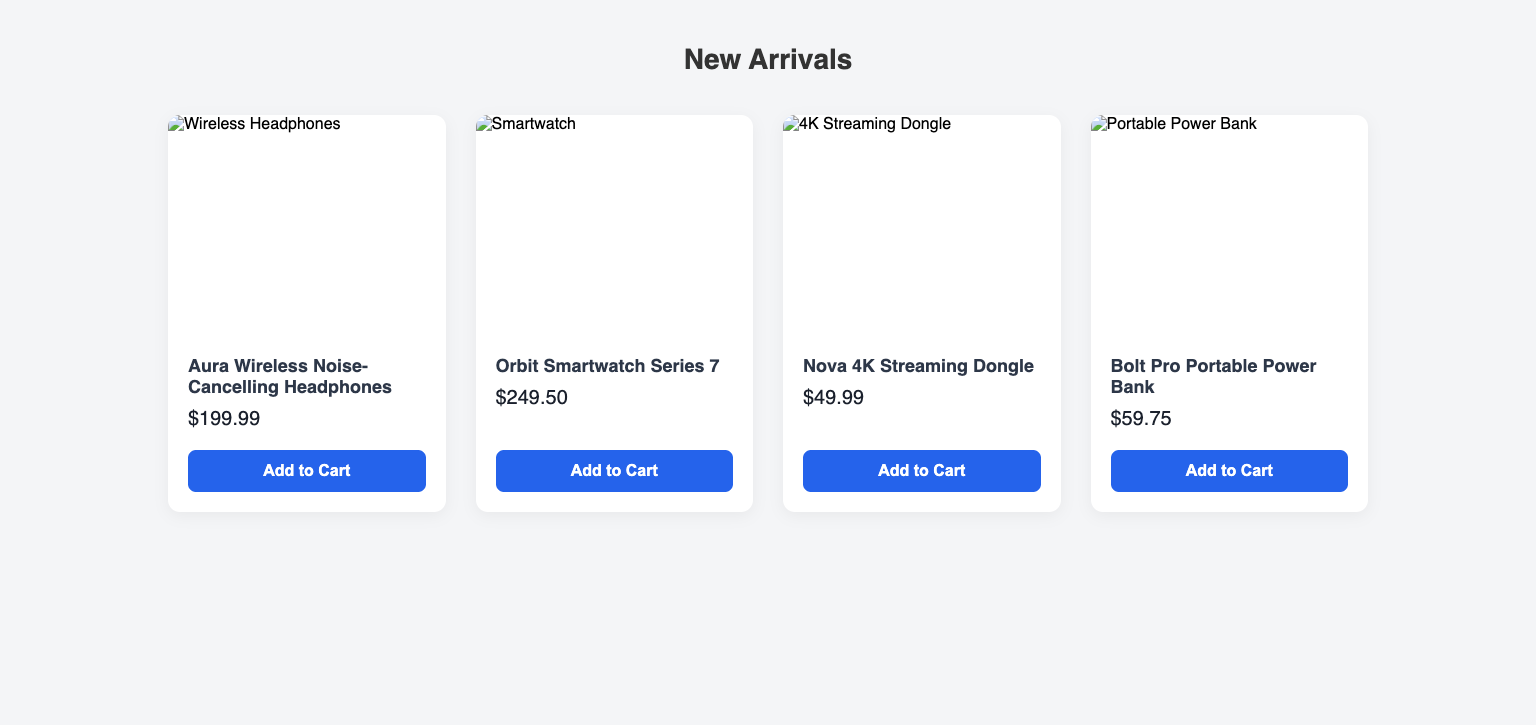 New Arrivals
Wireless Headphones
Aura Wireless Noise-
Cancelling Headphones
$199.99
Add to Cart
Smartwatch
Orbit Smartwatch Series 7
$249.50
Add to Cart
4K Streaming Dongle
Nova 4K Streaming Dongle
$49.99
Add to Cart
Portable Power Bank
Bolt Pro Portable Power
Bank
$59.75
Add to Cart